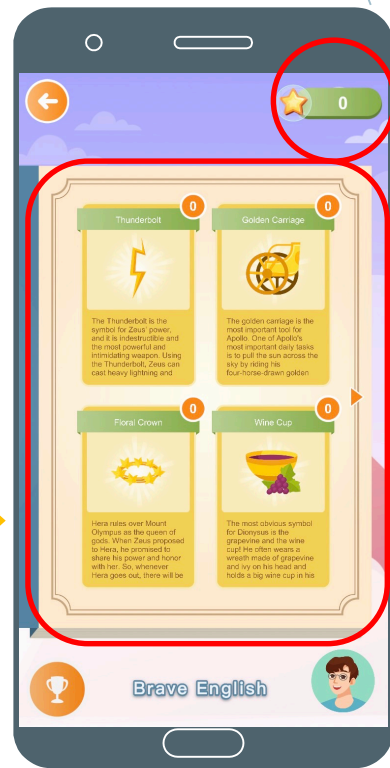 0
0
Thunderbolt
The Thunderbolt is the
symbol for Zeus' power,
and it is indestructible and
the most powerful and
intimidating weapon. Using
the Thunderbolt, Zeus can
cast heavy lightning and
0
Golden Carriage
The golden carriage is the
most important tool for
Apollo. One of Apollo's
most important daily tasks
is to pull the sun across the
sky by riding his
four-horse-drawn golden
0
Floral Crown
Hera rules over Mount
Olympus as the queen of
gods. When Zeus proposed
to Hera, he promised to
share his power and honor
with her. So, whenever
Hera goes out, there will be
0
Wine Cup
The most obvious symbol
for Dionysus is the
grapevine and the wine
cup! He often wears a
wreath made of grapevine
and ivy on his head and
holds a big wine cup in his
Brave English